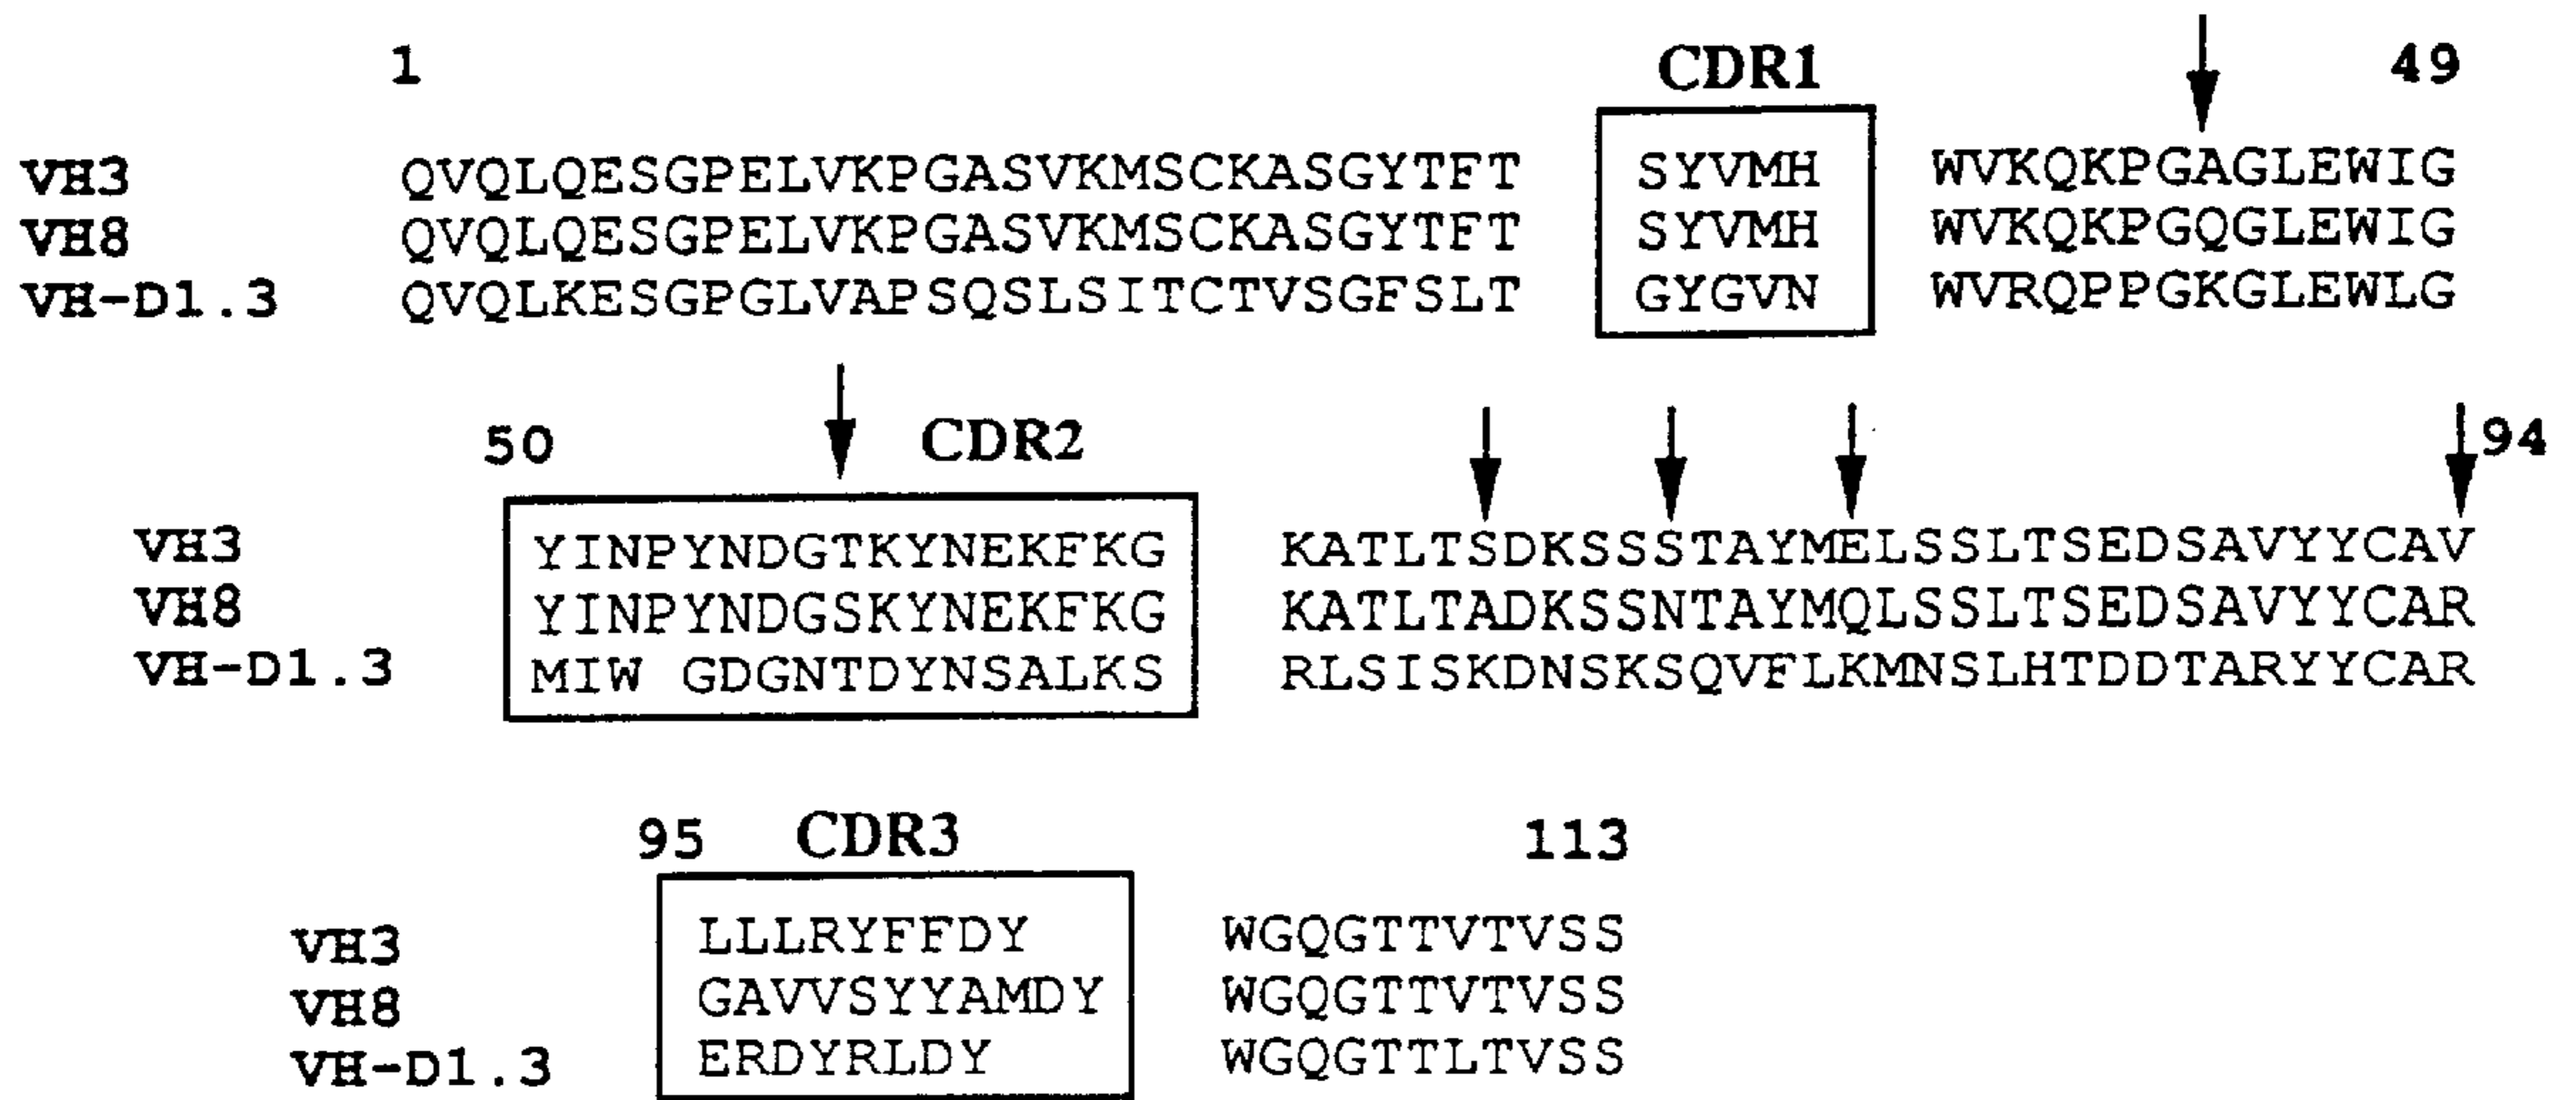 1 CDR1 49
VH3 QVQLQESGPELVKPGASVKMSCKASGYTFT SYVMH WVKQKPGAGLEWIG
VH8 QVQLQESGPELVKPGASVKMSCKASGYTFT SYVMH WVKQKPGQGLEWIG
VH-D1.3 QVQLKESGPGLVAPSQSLSITCTVSGFSLT GYGVN WVRQPPGKGLEWLG
50 CDR2 94
VH3 YINPYNDGTKYNEKFKG KATLTSDKSSSTAYMELSSLTSEDSAVYYCAV
VH8 YINPYNDGSKYNEKFKG KATLTADKSSNTAYMQLSSLTSEDSAVYYCAR
VH-D1.3 MIW GDGNTDYNSALKS RLSISKDNSKSQVFLKMNSLHTDDTARYYCAR
95 CDR3 113
VH3 LLLRYFFDY WGQGTTVTVSS
VH8 GAVVSYYAMDY WGQGTTVTVSS
VH-D1.3 ERDYRLDY WGQGTTLTVSS